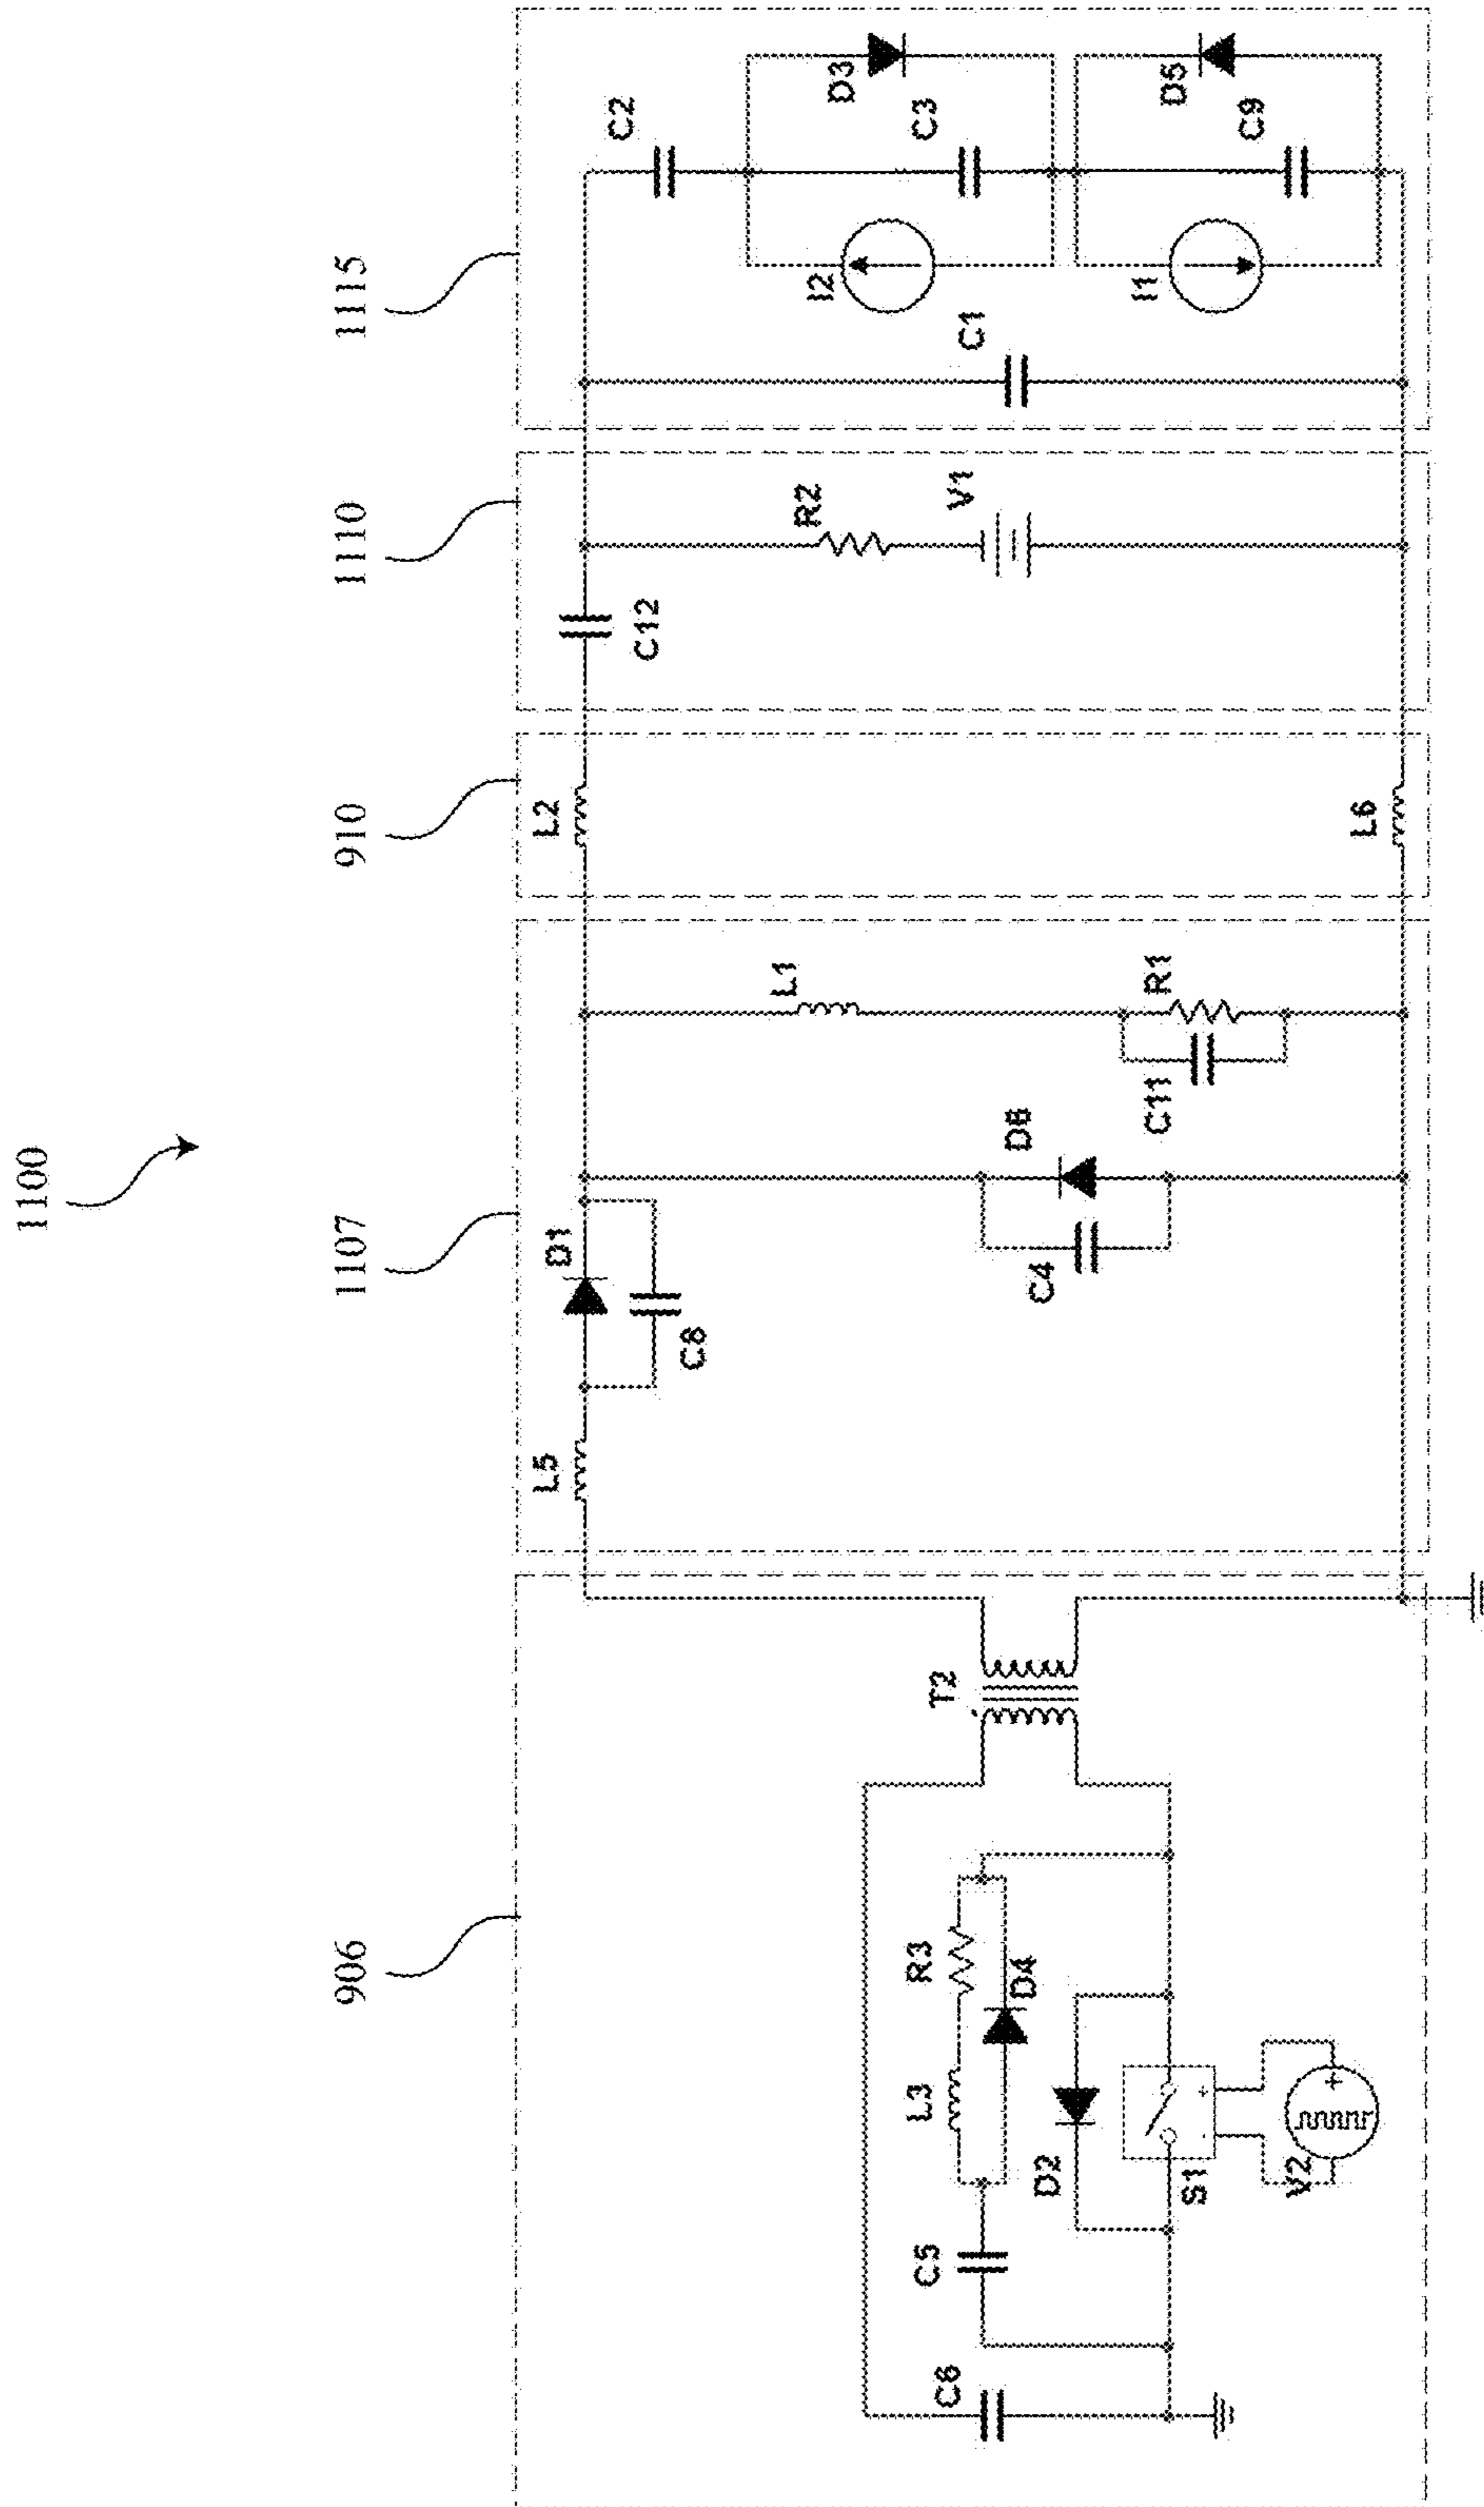 1100
906
1107
910
1110
1115
C6
C5
L3
R3
D4
D2
S1
V2
T2
L5
D1
C8
C4
D8
L1
C11
R1
L2
L6
C12
R2
V1
C1
C2
I2
C3
D3
I1
C9
D5
+
-
+